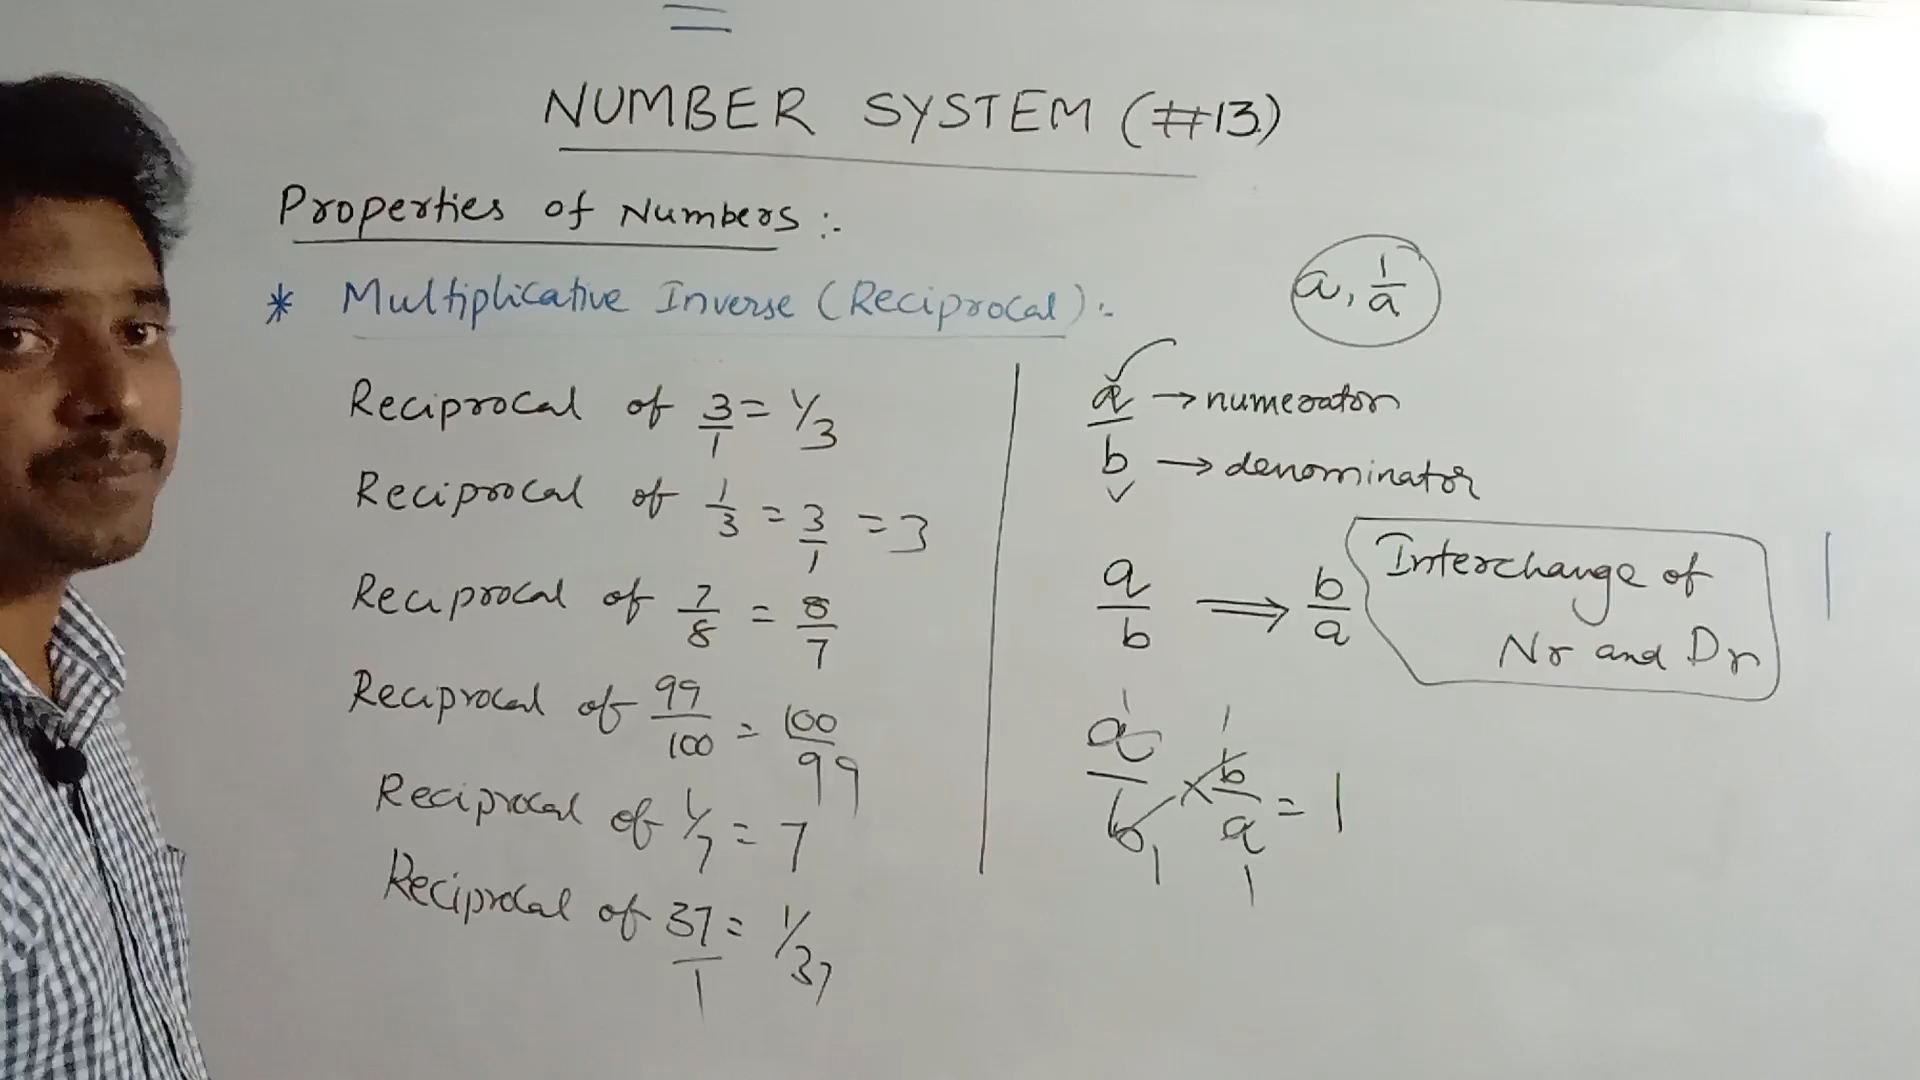 NUMBER SYSTEM (#13)
Properties of Numbers :-
* Multiplicative Inverse (Reciprocal) :-
a, 1/a
Reciprocal of 3/1 = 1/3
Reciprocal of 1/3 = 3/1 = 3
Reciprocal of 7/8 = 8/7
Reciprocal of 99/100 = 100/99
Reciprocal of 1/7 = 7
Reciprocal of 37/1 = 1/37
a → numerator
b → denominator
a/b ⟹ b/a
Interchange of
Nr and Dr
a/b × b/a = 1